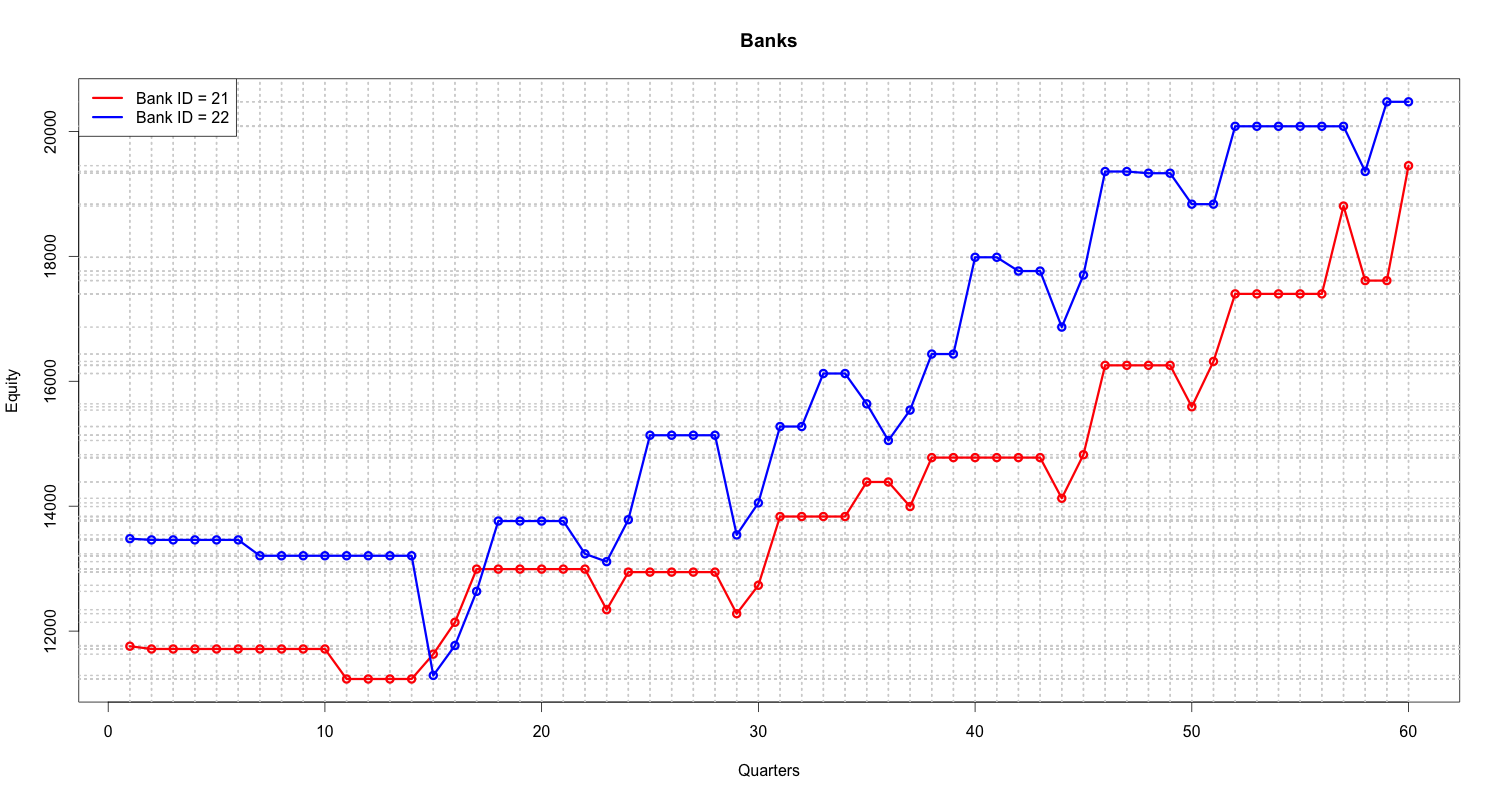 Banks
Bank ID = 21
Bank ID = 22
Equity
20000
18000
16000
14000
12000
0 10 20 30 40 50 60
Quarters